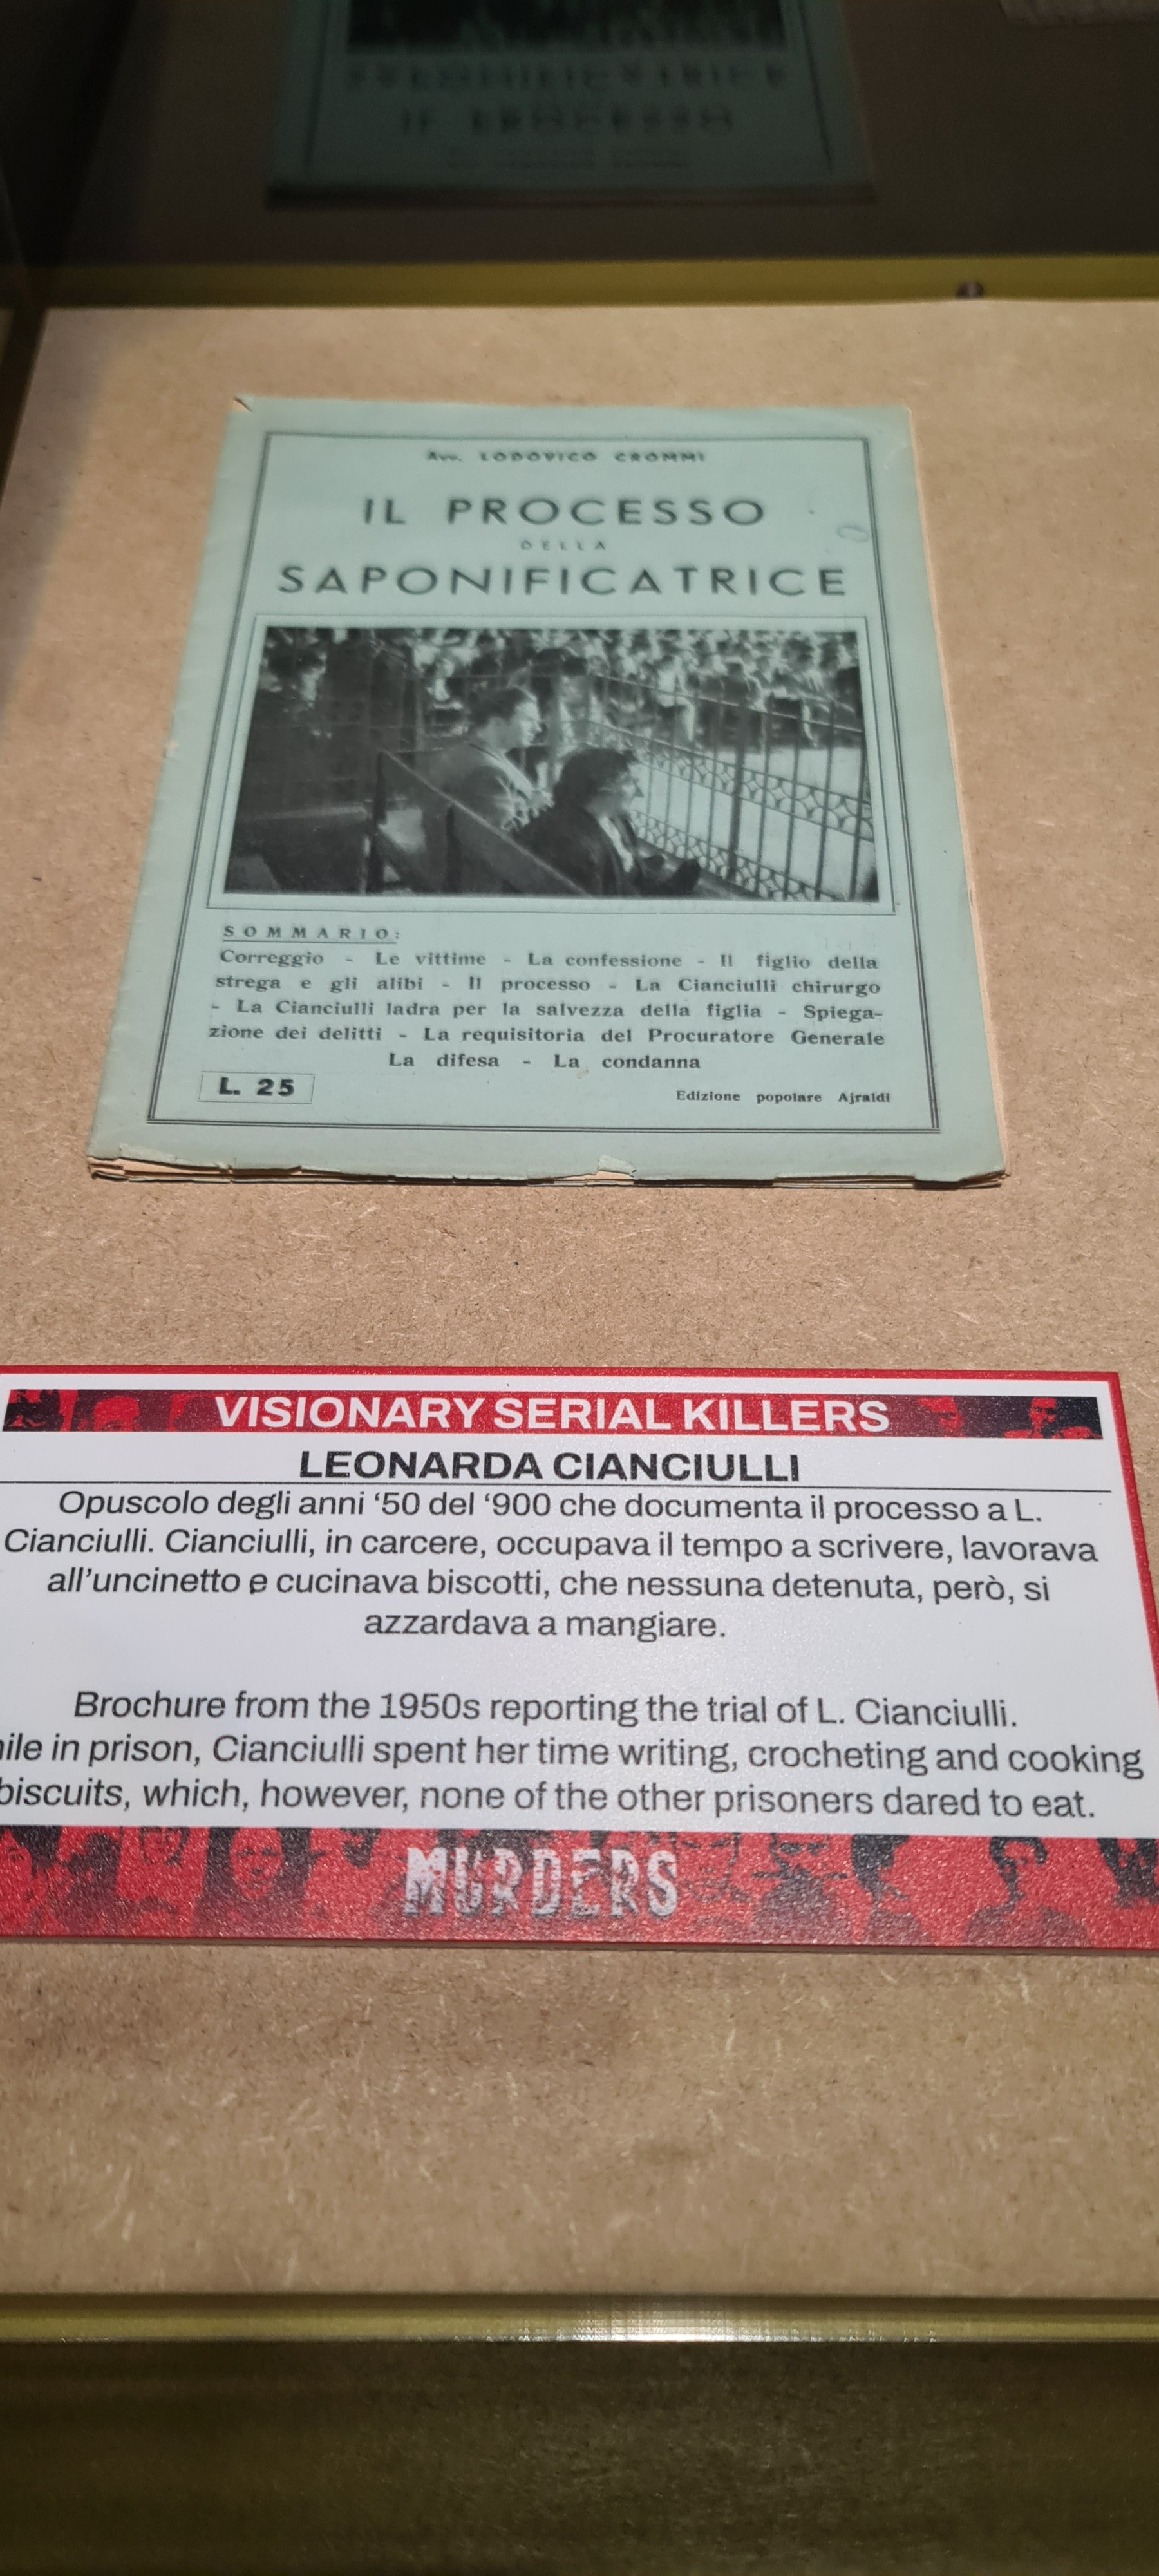 Avv. LODOVICO CROMMI
IL PROCESSO
DELLA
SAPONIFICATRICE
SOMMARIO:
Correggio - Le vittime - La confessione - Il figlio della
strega e gli alibi - Il processo - La Cianciulli chirurgo
- La Cianciulli ladra per la salvezza della figlia - Spiega-
zione dei delitti - La requisitoria del Procuratore Generale
La difesa - La condanna
L. 25
Edizione popolare Ajraldi
VISIONARY SERIAL KILLERS
LEONARDA CIANCIULLI
Opuscolo degli anni ‘50 del ‘900 che documenta il processo a L.
Cianciulli. Cianciulli, in carcere, occupava il tempo a scrivere, lavorava
all’uncinetto e cucinava biscotti, che nessuna detenuta, però, si
azzardava a mangiare.
Brochure from the 1950s reporting the trial of L. Cianciulli.
ile in prison, Cianciulli spent her time writing, crocheting and cooking
biscuits, which, however, none of the other prisoners dared to eat.
MURDERS